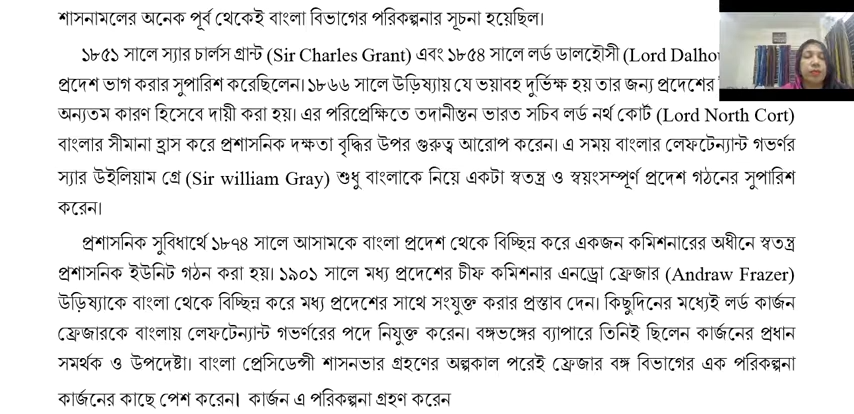 শাসনামলের অনেক পূর্ব থেকেই বাংলা বিভাগের পরিকল্পনার সূচনা হয়েছিল।
১৮৫১ সালে স্যার চার্লস গ্রান্ট (Sir Charles Grant) এবং ১৮৫৪ সালে লর্ড ডালহৌসী (Lord Dalhou
প্রদেশ ভাগ করার সুপারিশ করেছিলেন। ১৮৬৬ সালে উড়িষ্যায় যে ভয়াবহ দুর্ভিক্ষ হয় তার জন্য প্রদেশের
অন্যতম কারণ হিসেবে দায়ী করা হয়। এর পরিপ্রেক্ষিতে তদানীন্তন ভারত সচিব লর্ড নর্থ কোর্ট (Lord North Cort)
বাংলার সীমানা হ্রাস করে প্রশাসনিক দক্ষতা বৃদ্ধির উপর গুরুত্ব আরোপ করেন। এ সময় বাংলার লেফটেন্যান্ট গভর্ণর
স্যার উইলিয়াম গ্রে (Sir william Gray) শুধু বাংলাকে নিয়ে একটা স্বতন্ত্র ও স্বয়ংসম্পূর্ণ প্রদেশ গঠনের সুপারিশ
করেন।
প্রশাসনিক সুবিধার্থে ১৮৭৪ সালে আসামকে বাংলা প্রদেশ থেকে বিচ্ছিন্ন করে একজন কমিশনারের অধীনে স্বতন্ত্র
প্রশাসনিক ইউনিট গঠন করা হয়। ১৯০১ সালে মধ্য প্রদেশের চীফ কমিশনার এনড্রো ফ্রেজার (Andraw Frazer)
উড়িষ্যাকে বাংলা থেকে বিচ্ছিন্ন করে মধ্য প্রদেশের সাথে সংযুক্ত করার প্রস্তাব দেন। কিছুদিনের মধ্যেই লর্ড কার্জন
ফ্রেজারকে বাংলায় লেফটেন্যান্ট গভর্ণরের পদে নিযুক্ত করেন। বঙ্গভঙ্গের ব্যাপারে তিনিই ছিলেন কার্জনের প্রধান
সমর্থক ও উপদেষ্টা। বাংলা প্রেসিডেন্সী শাসনভার গ্রহণের অল্পকাল পরেই ফ্রেজার বঙ্গ বিভাগের এক পরিকল্পনা
কার্জনের কাছে পেশ করেন। কার্জন এ পরিকল্পনা গ্রহণ করেন